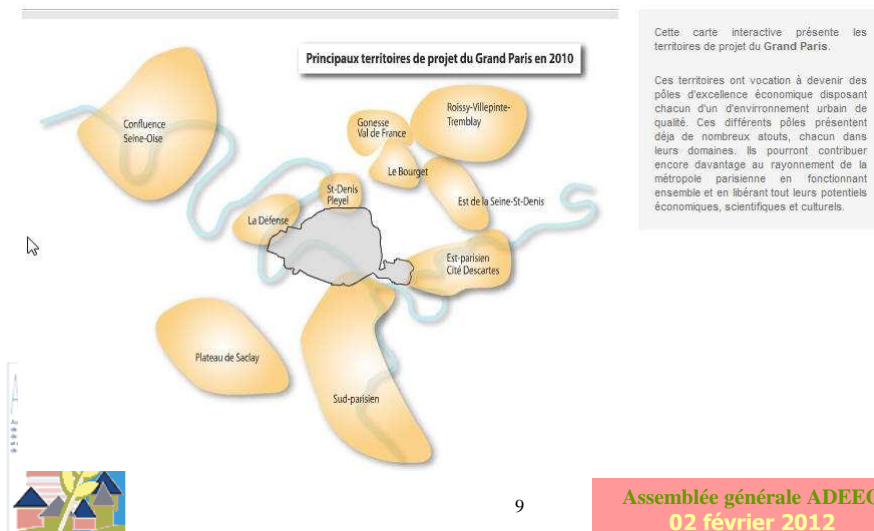 Principaux territoires de projet du Grand Paris en 2010
Confluence
Seine-Oise
Gonesse
Val de France
Roissy-Villepinte-
Tremblay
Le Bourget
St-Denis
Pleyel
La Défense
Est de la Seine-St-Denis
Est-parisien
Cité Descartes
Plateau de Saclay
Sud-parisien
Cette carte interactive présente les
territoires de projet du Grand Paris.
Ces territoires ont vocation à devenir des
pôles d'excellence économique disposant
chacun d'un d'envirronnement urbain de
qualité. Ces différents pôles présentent
déja de nombreux atouts, chacun dans
leurs domaines. Ils pourront contribuer
encore davantage au rayonnement de la
métropole parisienne en fonctionnant
ensemble et en libérant tout leurs potentiels
économiques, scientifiques et culturels.
9
Assemblée générale ADEEC
02 février 2012